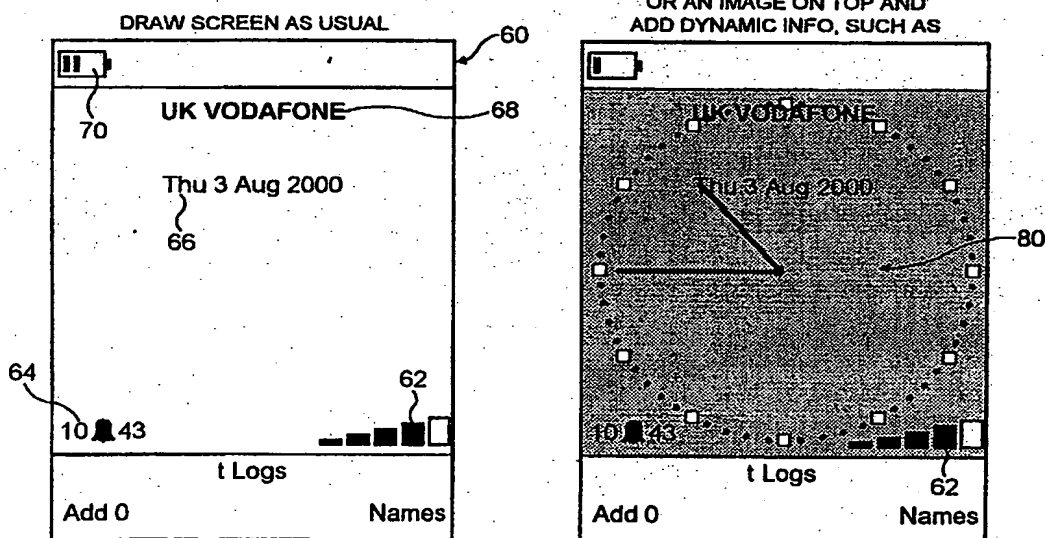 DRAW SCREEN AS USUAL
60
70
UK VODAFONE
68
Thu 3 Aug 2000
66
64
62
10 43
t Logs
Add 0 Names
OR AN IMAGE ON TOP AND
ADD DYNAMIC INFO, SUCH AS
UK VODAFONE
Thu 3 Aug 2000
80
10 43
t Logs
62
Add 0 Names